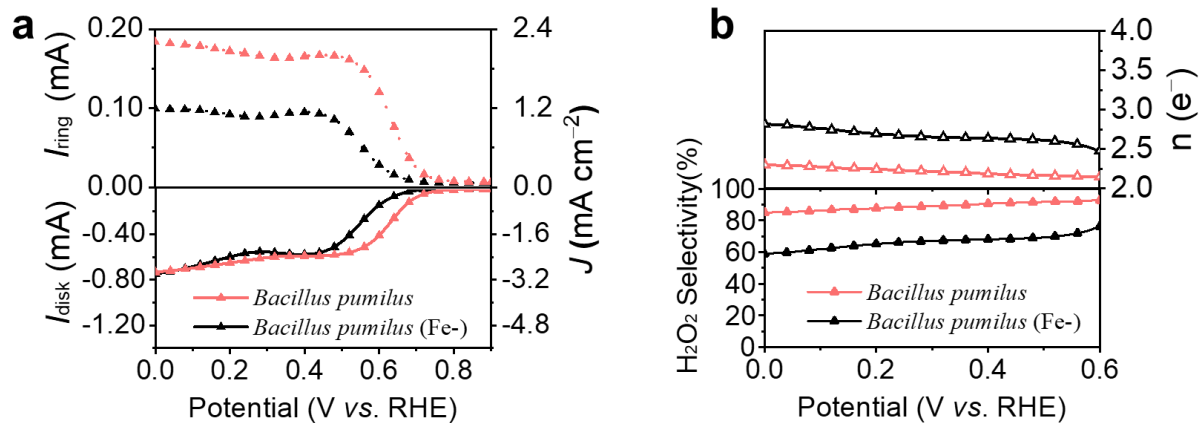 a
0.20
0.10
0.00
-0.40
-0.80
-1.20
I_ring (mA)
I_disk (mA)
2.4
1.2
0.0
-1.6
-3.2
-4.8
J (mA cm⁻²)
Bacillus pumilus
Bacillus pumilus (Fe-)
0.0 0.2 0.4 0.6 0.8
Potential (V vs. RHE)
b
100
80
60
40
20
0
H₂O₂ Selectivity(%)
4.0
3.5
3.0
2.5
2.0
n (e⁻)
Bacillus pumilus
Bacillus pumilus (Fe-)
0.0 0.2 0.4 0.6
Potential (V vs. RHE)